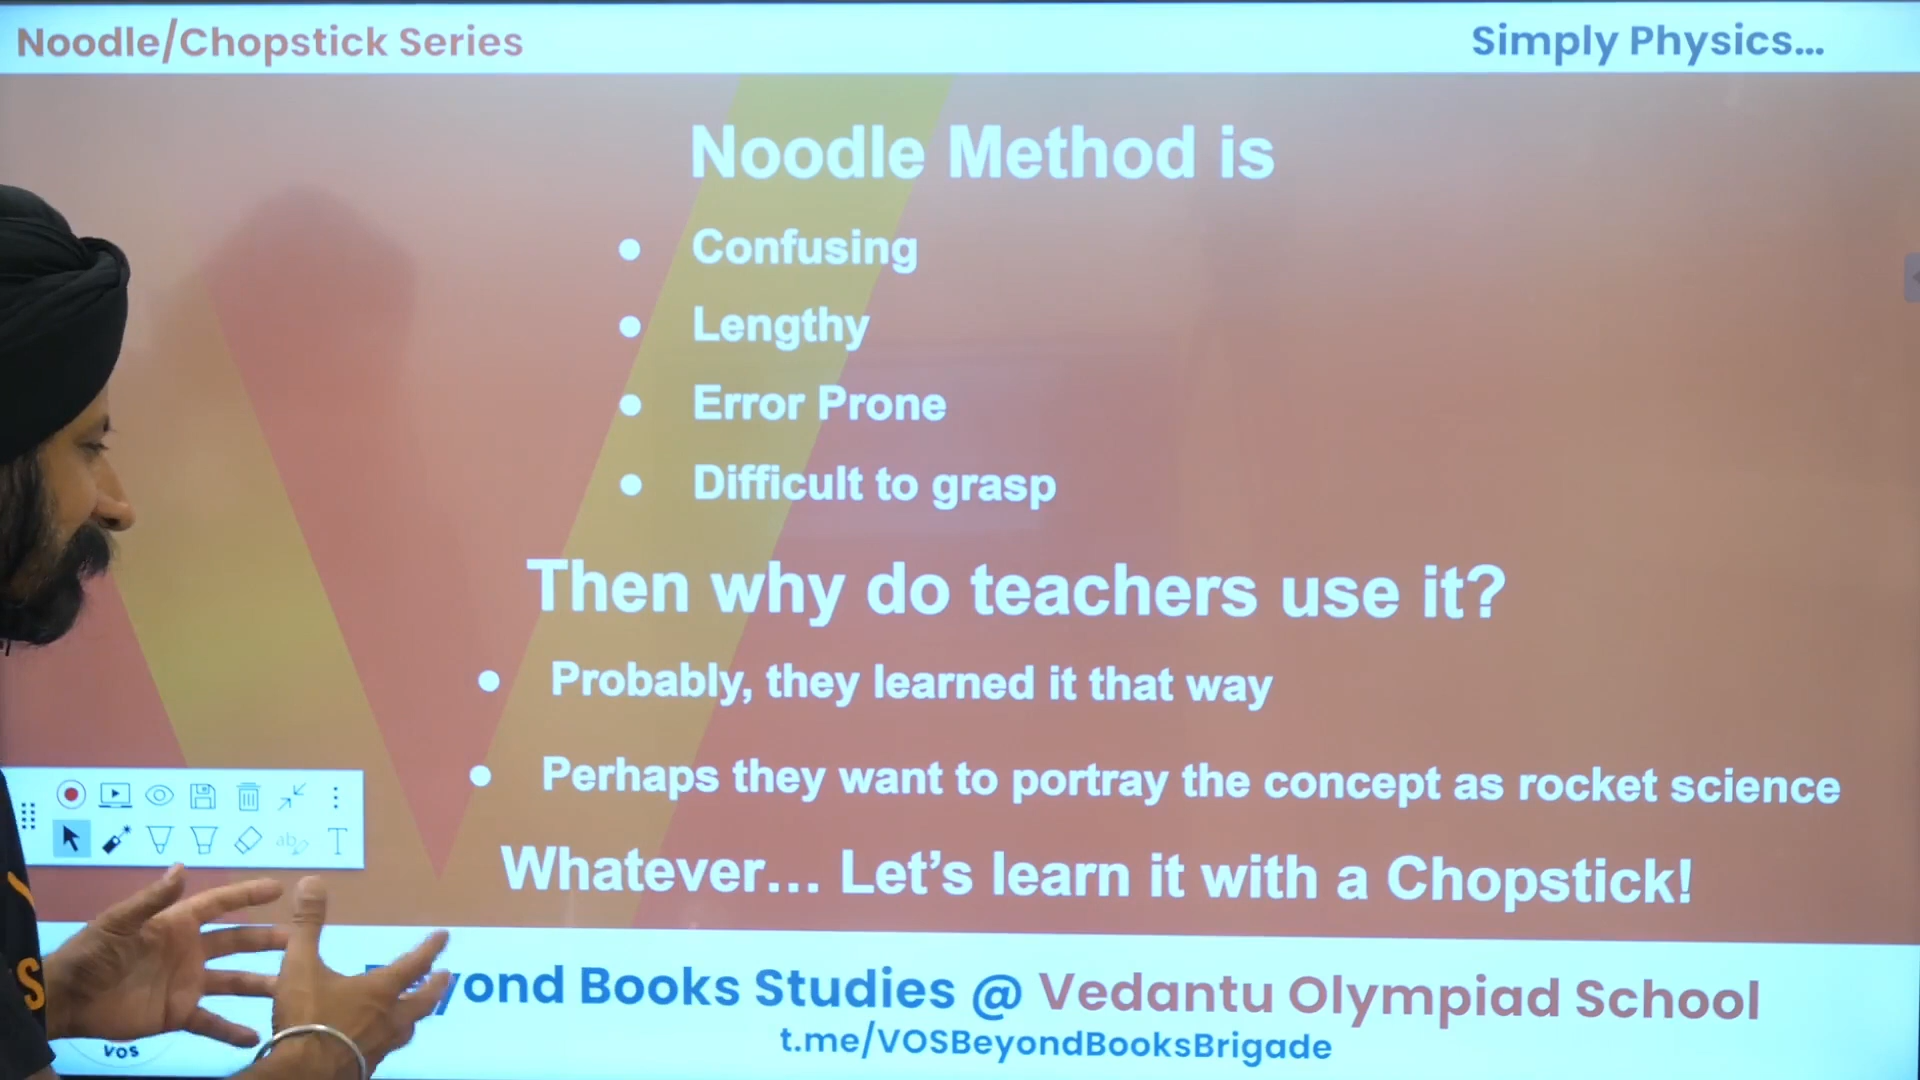 Noodle/Chopstick Series
Simply Physics...
Noodle Method is
• Confusing
• Lengthy
• Error Prone
• Difficult to grasp
Then why do teachers use it?
• Probably, they learned it that way
• Perhaps they want to portray the concept as rocket science
Whatever... Let's learn it with a Chopstick!
yond Books Studies @ Vedantu Olympiad School
t.me/VOSBeyondBooksBrigade
VOS
S
ab
T